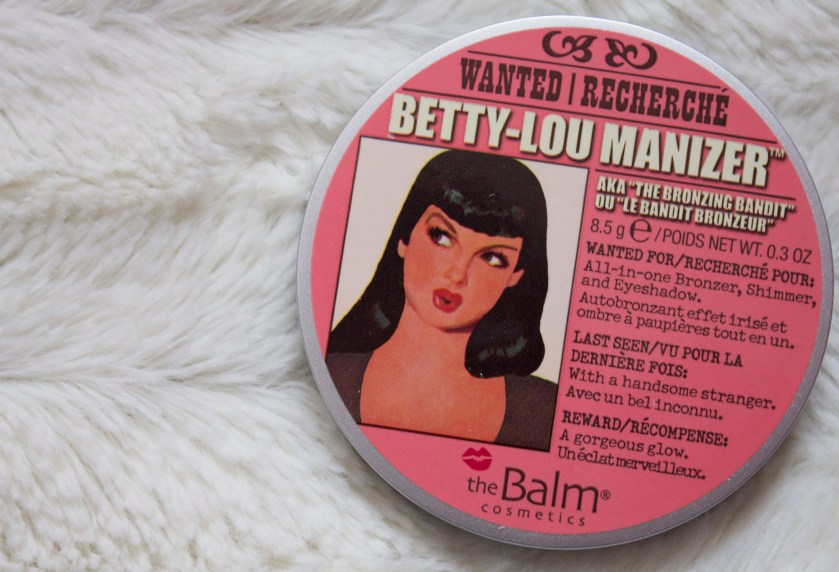 WANTED | RECHERCHÉ
BETTY-LOU MANIZER™
AKA "THE BRONZING BANDIT"
OU "LE BANDIT BRONZEUR"
8.5 g ℮ / POIDS NET WT. 0.3 OZ
WANTED FOR/RECHERCHÉ POUR:
All-in-one Bronzer, Shimmer,
and Eyeshadow.
Autobronzant effet irisé et
ombre à paupières tout en un.
LAST SEEN/VU POUR LA
DERNIÈRE FOIS:
With a handsome stranger.
Avec un bel inconnu.
REWARD/RÉCOMPENSE:
A gorgeous glow.
Un éclat merveilleux.
theBalm®
cosmetics